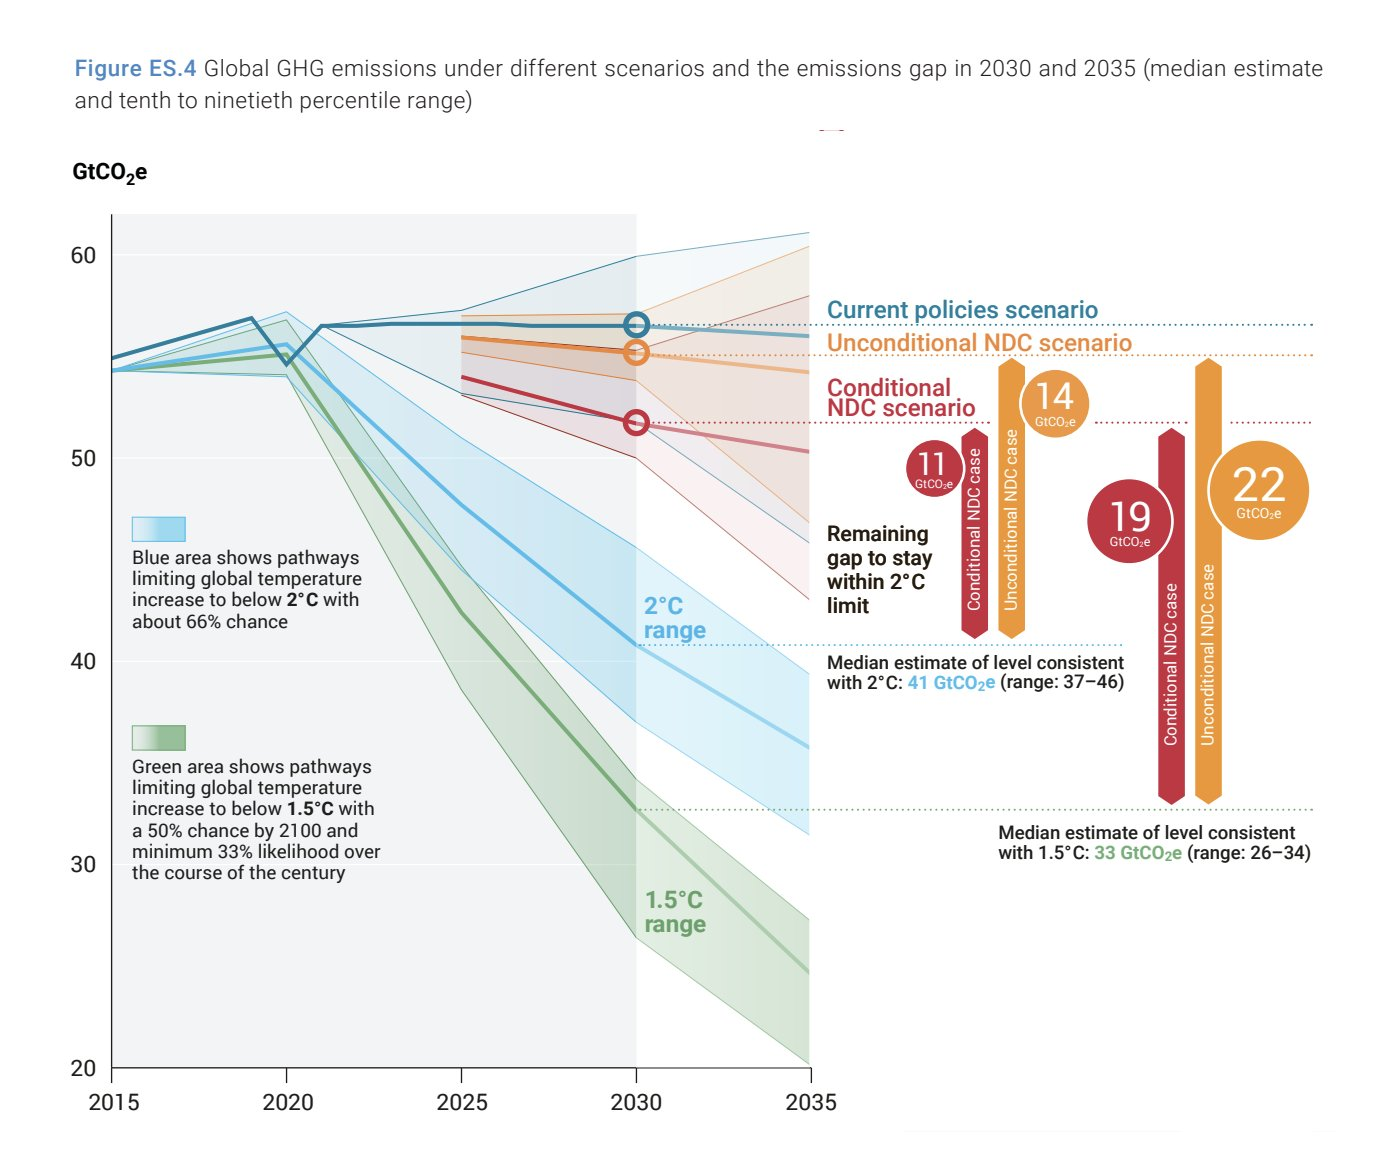 Figure ES.4 Global GHG emissions under different scenarios and the emissions gap in 2030 and 2035 (median estimate
and tenth to ninetieth percentile range)
GtCO₂e
60
50
40
30
20
2015
2020
2025
2030
2035
Blue area shows pathways
limiting global temperature
increase to below 2°C with
about 66% chance
Green area shows pathways
limiting global temperature
increase to below 1.5°C with
a 50% chance by 2100 and
minimum 33% likelihood over
the course of the century
2°C
range
1.5°C
range
Current policies scenario
Unconditional NDC scenario
Conditional
NDC scenario
Remaining
gap to stay
within 2°C
limit
11
GtCO₂e
Conditional NDC case
14
GtCO₂e
Unconditional NDC case
19
GtCO₂e
Conditional NDC case
22
GtCO₂e
Unconditional NDC case
Median estimate of level consistent
with 2°C: 41 GtCO₂e (range: 37–46)
Median estimate of level consistent
with 1.5°C: 33 GtCO₂e (range: 26–34)